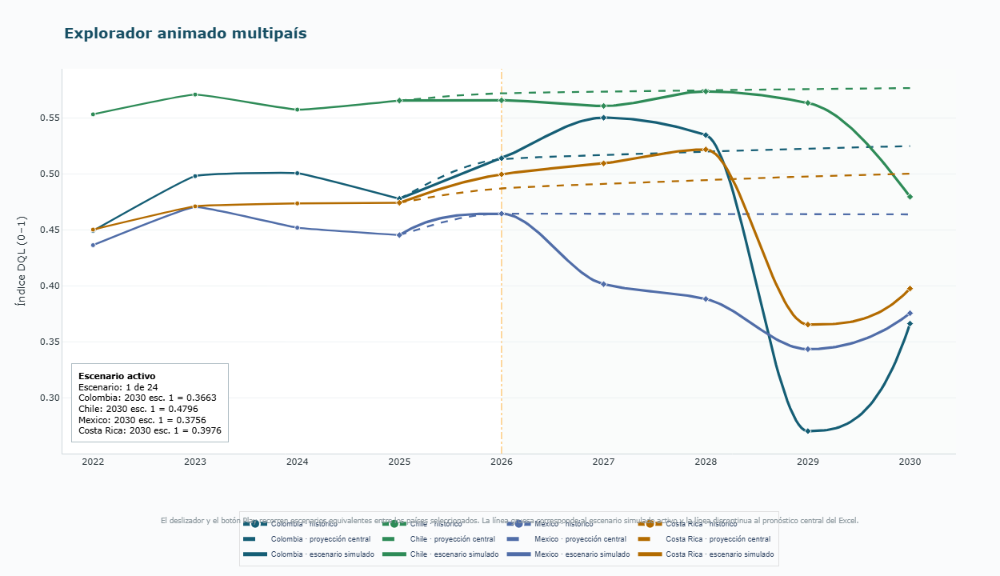 Explorador animado multipaís
Índice DQL (0–1)
0.55
0.50
0.45
0.40
0.35
0.30
Escenario activo
Escenario: 1 de 24
Colombia: 2030 esc. 1 = 0.3663
Chile: 2030 esc. 1 = 0.4796
Mexico: 2030 esc. 1 = 0.3756
Costa Rica: 2030 esc. 1 = 0.3976
2022 2023 2024 2025 2026 2027 2028 2029 2030
El deslizador y el botón Play recorren escenarios equivalentes entre los países seleccionados. La línea gruesa corresponde al escenario simulado activo y la línea discontinua al pronóstico central del Excel.
Colombia · histórico Chile · histórico Mexico · histórico Costa Rica · histórico
Colombia · proyección central Chile · proyección central Mexico · proyección central Costa Rica · proyección central
Colombia · escenario simulado Chile · escenario simulado Mexico · escenario simulado Costa Rica · escenario simulado